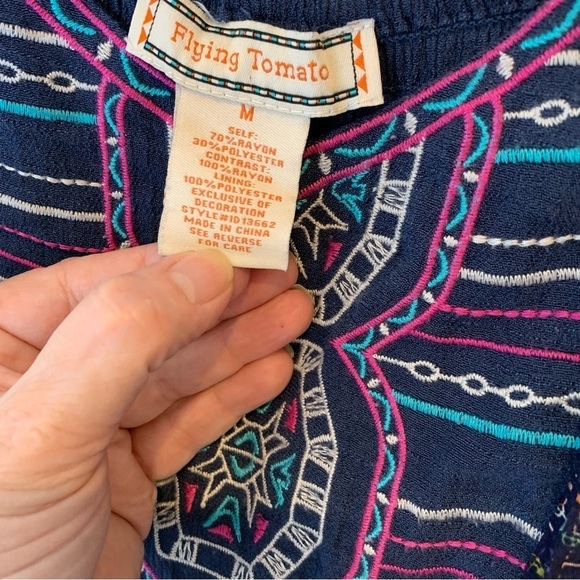 Flying Tomato
M
SELF:
70%RAYON
30%POLYESTER
CONTRAST:
100%RAYON
LINING:
100%POLYESTER
EXCLUSIVE OF
DECORATION
STYLE#ID13662
MADE IN CHINA
SEE REVERSE
FOR CARE